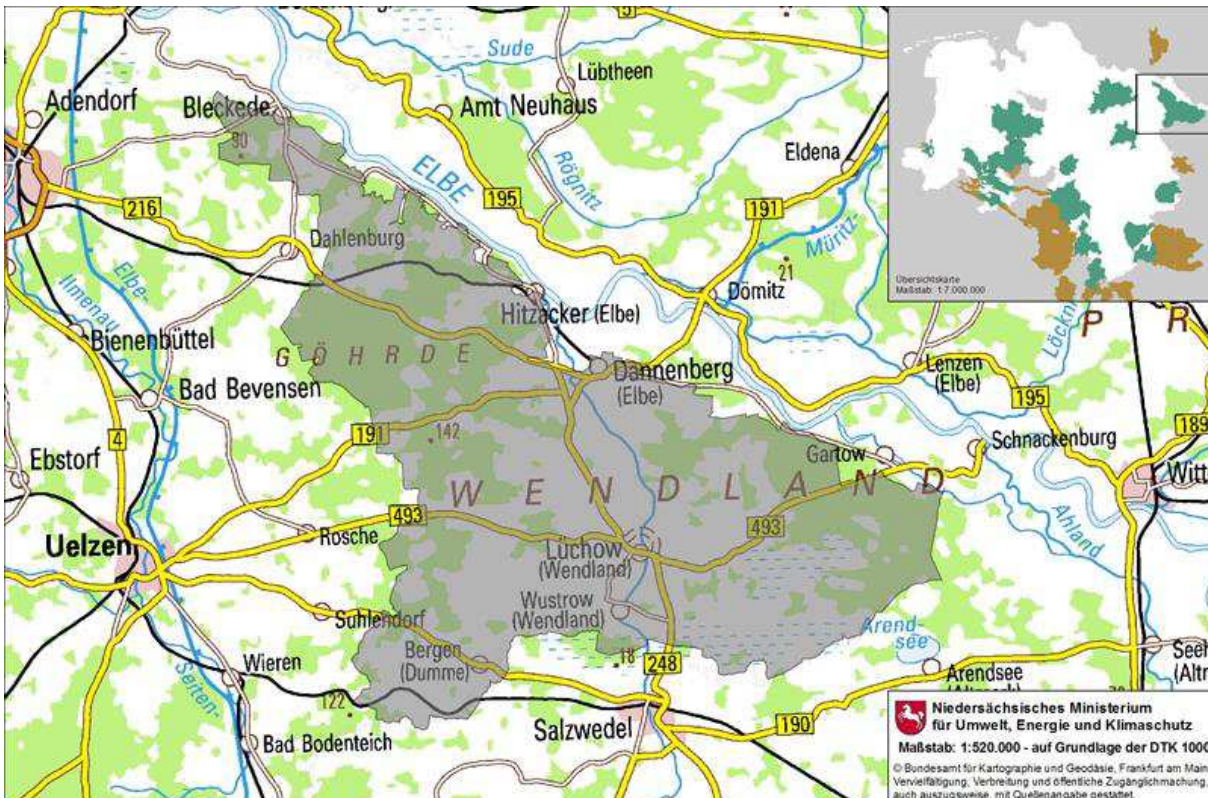 5
Sude
Lübtheen
Adendorf
Bleckede
Amt Neuhaus
90
ELBE
Rögnitz
Eldena
195
216
191
Müritz-
Dahlenburg
21
Elbe-
Ilmenau
Dömitz
Hitzacker (Elbe)
Bienenbüttel
GÖHRDE
Dannenberg
(Elbe)
Lenzen
(Elbe)
Bad Bevensen
195
189
4
191
142
Ebstorf
Gartow
Schnackenburg
Witt
WENDLAND
493
493
Rosche
Ahland
Uelzen
Lüchow
(Wendland)
Wustrow
(Wendland)
Suhlendorf
Arend-
see
Bergen
(Dumme)
18
248
Wieren
Seiten-
Arendsee
122
Salzwedel
190
Bad Bodenteich
Übersichtskarte
Maßstab: 1:7.000.000
P R
Niedersächsisches Ministerium
für Umwelt, Energie und Klimaschutz
Maßstab: 1:520.000 - auf Grundlage der DTK 1000
© Bundesamt für Kartographie und Geodäsie, Frankfurt am Main
Vervielfältigung, Verbreitung und öffentliche Zugänglichmachung,
auch auszugsweise, mit Quellenangabe gestattet.